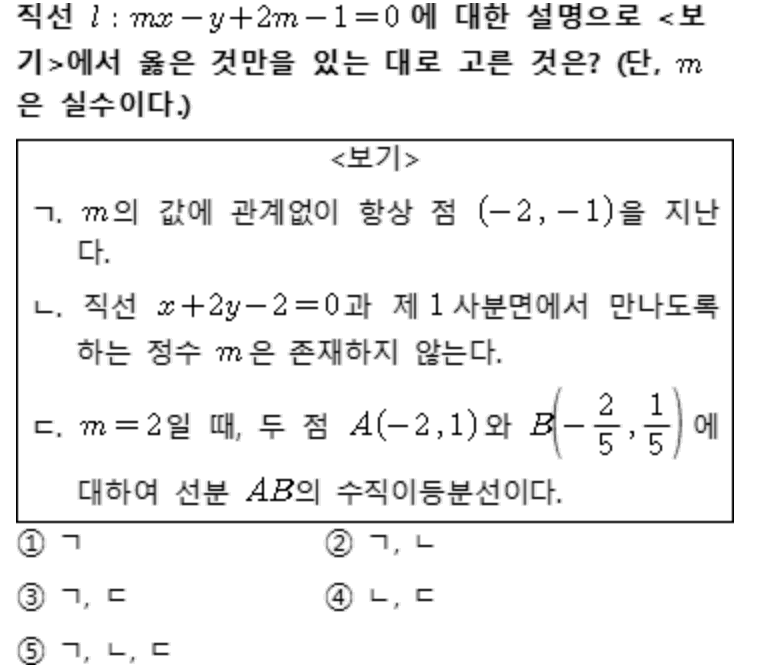 직선 l : mx − y + 2m − 1 = 0 에 대한 설명으로 <보
기>에서 옳은 것만을 있는 대로 고른 것은? (단, m
은 실수이다.)
<보기>
ㄱ. m의 값에 관계없이 항상 점 (−2, −1)을 지난
다.
ㄴ. 직선 x + 2y − 2 = 0과 제 1 사분면에서 만나도록
하는 정수 m은 존재하지 않는다.
ㄷ. m = 2일 때, 두 점 A(−2, 1)와 B(−2/5, 1/5)에
대하여 선분 AB의 수직이등분선이다.
① ㄱ ② ㄱ, ㄴ
③ ㄱ, ㄷ ④ ㄴ, ㄷ
⑤ ㄱ, ㄴ, ㄷ